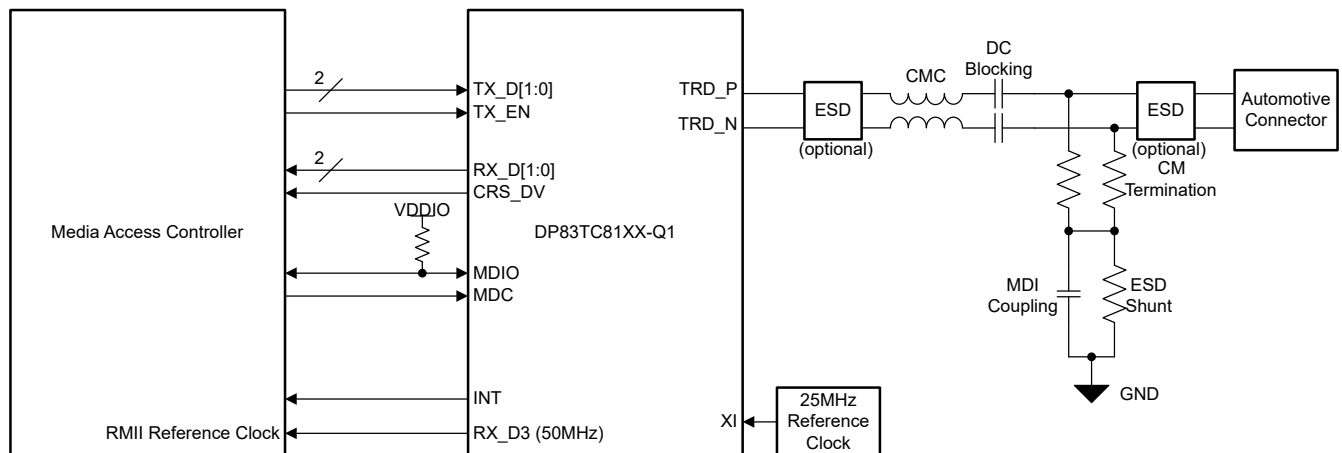 DC
Blocking
CMC
2
TX_D[1:0]
TRD_P
ESD
ESD
Automotive
Connector
TX_EN
TRD_N
(optional)
(optional)
2
RX_D[1:0]
CM
Termination
CRS_DV
VDDIO
Media Access Controller
DP83TC81XX-Q1
MDIO
MDC
MDI
Coupling
ESD
Shunt
INT
GND
25MHz
Reference
Clock
XI
RMII Reference Clock
RX_D3 (50MHz)